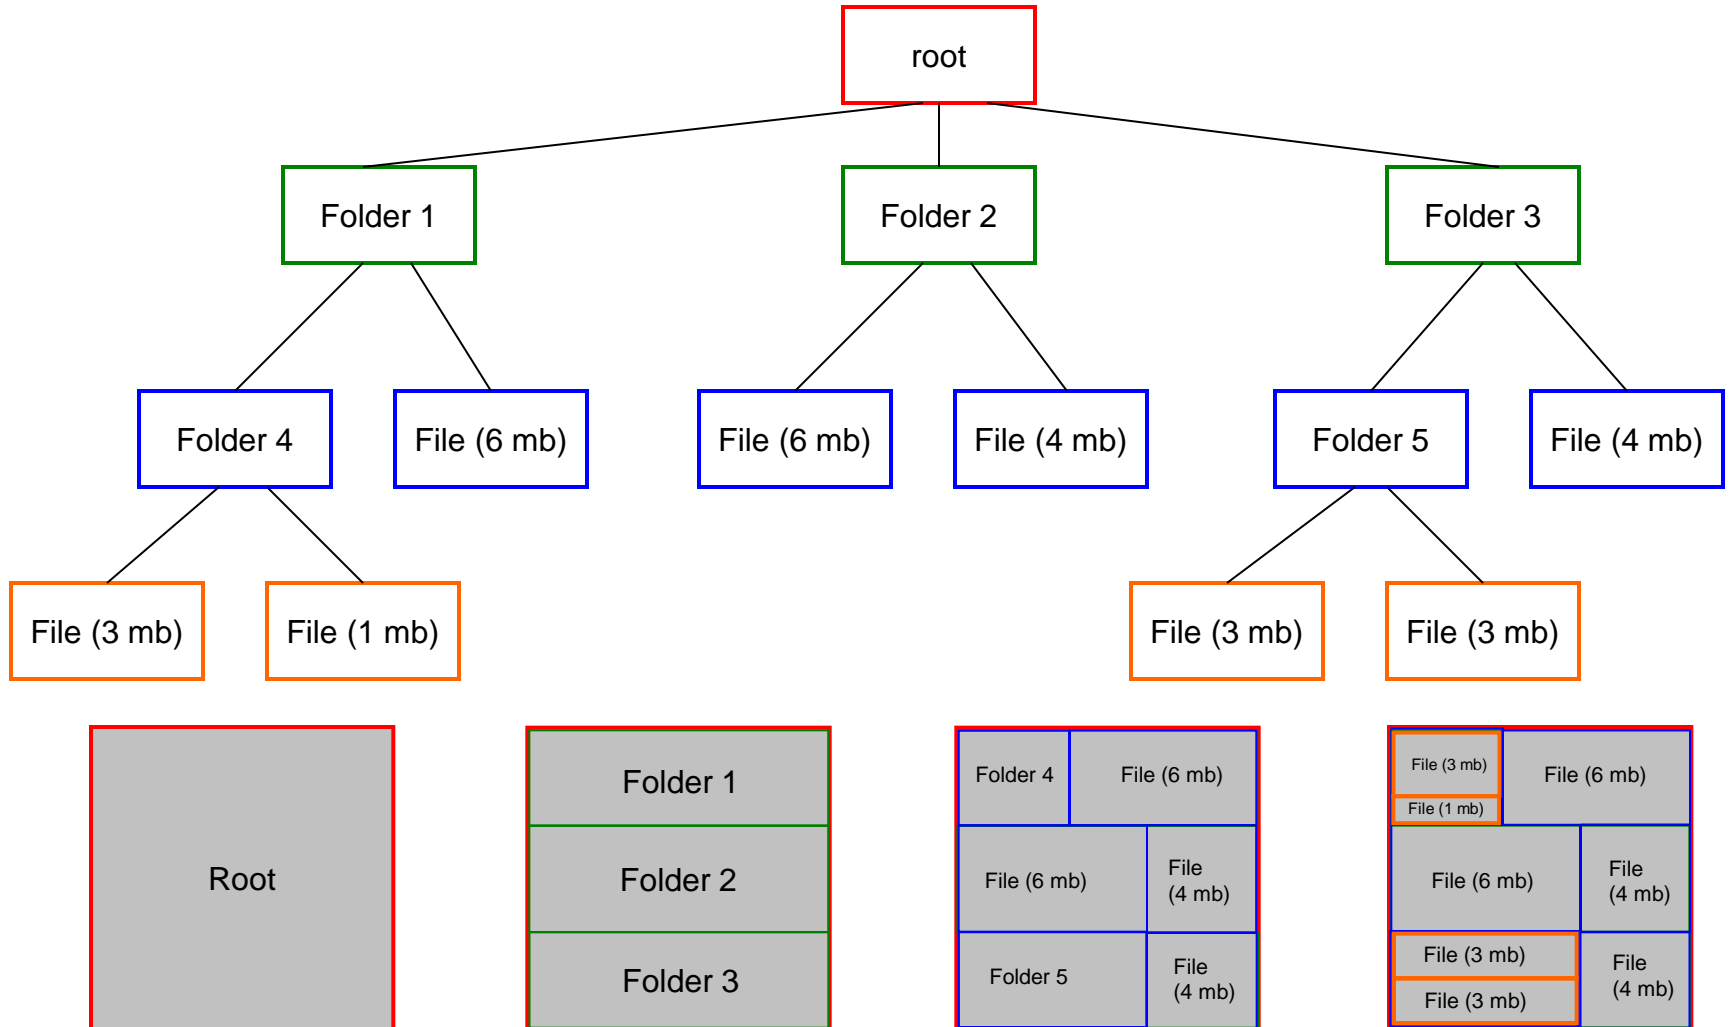 root
Folder 1
Folder 2
Folder 3
Folder 4
File (6 mb)
File (6 mb)
File (4 mb)
Folder 5
File (4 mb)
File (3 mb)
File (1 mb)
File (3 mb)
File (3 mb)
Root
Folder 1
Folder 2
Folder 3
Folder 4
File (6 mb)
File (6 mb)
File
(4 mb)
Folder 5
File
(4 mb)
File (3 mb)
File (1 mb)
File (6 mb)
File (6 mb)
File
(4 mb)
File (3 mb)
File (3 mb)
File
(4 mb)